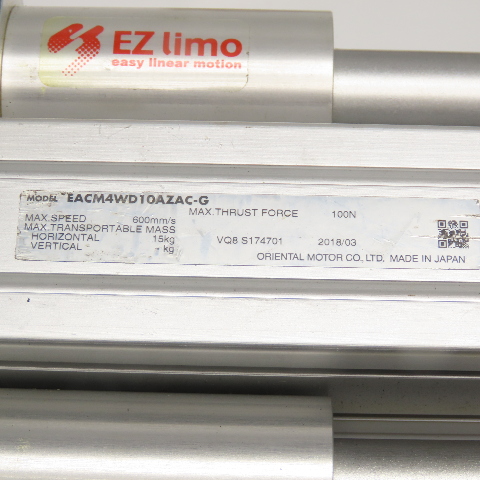 EZ limo
easy linear motion
MODEL EACM4WD10AZAC-G
MAX.SPEED 600mm/s MAX.THRUST FORCE 100N
MAX.TRANSPORTABLE MASS
HORIZONTAL 15kg VQ8 S174701 2018/03
VERTICAL - kg
ORIENTAL MOTOR CO., LTD. MADE IN JAPAN